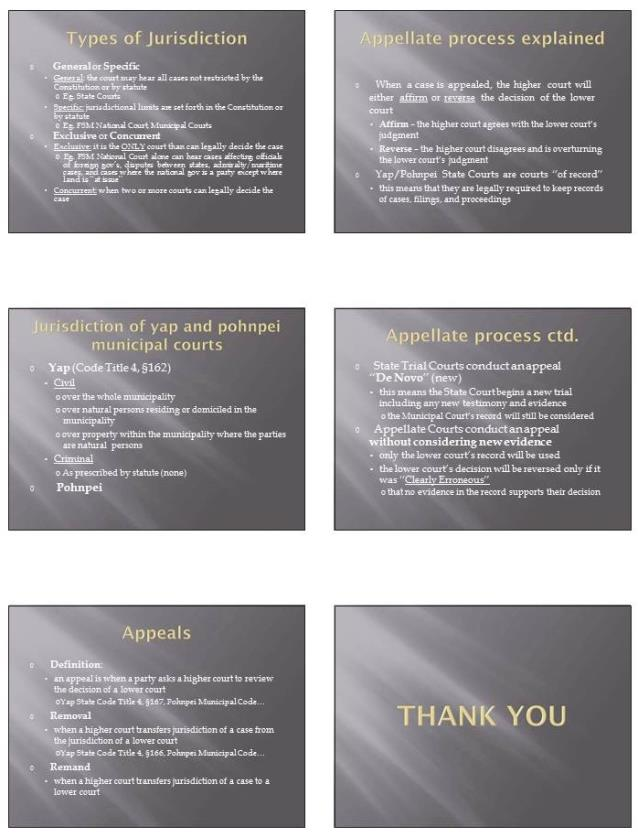 Types of Jurisdiction
General or Specific
General: the court may hear all cases not restricted by the
Constitution or by statute
Eg. State Courts
Specific: jurisdictional limits are set forth in the Constitution or
by statute
Eg. FSM National Court, Municipal Courts
Exclusive or Concurrent
Exclusive: it is the ONLY court than can legally decide the case
Eg. FSM National Court alone can hear cases affecting officials
of foreign gov's, disputes between states, admiralty/maritime
cases, and cases where the national gov is a party except where
land is "at issue"
Concurrent: when two or more courts can legally decide the
case
Jurisdiction of yap and pohnpei
municipal courts
Yap (Code Title 4, §162)
Civil
over the whole municipality
over natural persons residing or domiciled in the
municipality
over property within the municipality where the parties
are natural persons
Criminal
As prescribed by statute (none)
Pohnpei
Appeals
Definition:
an appeal is when a party asks a higher court to review
the decision of a lower court
Yap State Code Title 4, §167, Pohnpei Municipal Code...
Removal
when a higher court transfers jurisdiction of a case from
the jurisdiction of a lower court
Yap State Code Title 4, §166, Pohnpei Municipal Code...
Remand
when a higher court transfers jurisdiction of a case to a
lower court
Appellate process explained
When a case is appealed, the higher court will
either affirm or reverse the decision of the lower
court
Affirm – the higher court agrees with the lower court's
judgment
Reverse – the higher court disagrees and is overturning
the lower court's judgment
Yap/Pohnpei State Courts are courts "of record"
this means that they are legally required to keep records
of cases, filings, and proceedings
Appellate process ctd.
State Trial Courts conduct an appeal
"De Novo" (new)
this means the State Court begins a new trial
including any new testimony and evidence
the Municipal Court's record will still be considered
Appellate Courts conduct an appeal
without considering new evidence
only the lower court's record will be used
the lower court's decision will be reversed only if it
was "Clearly Erroneous"
that no evidence in the record supports their decision
THANK YOU